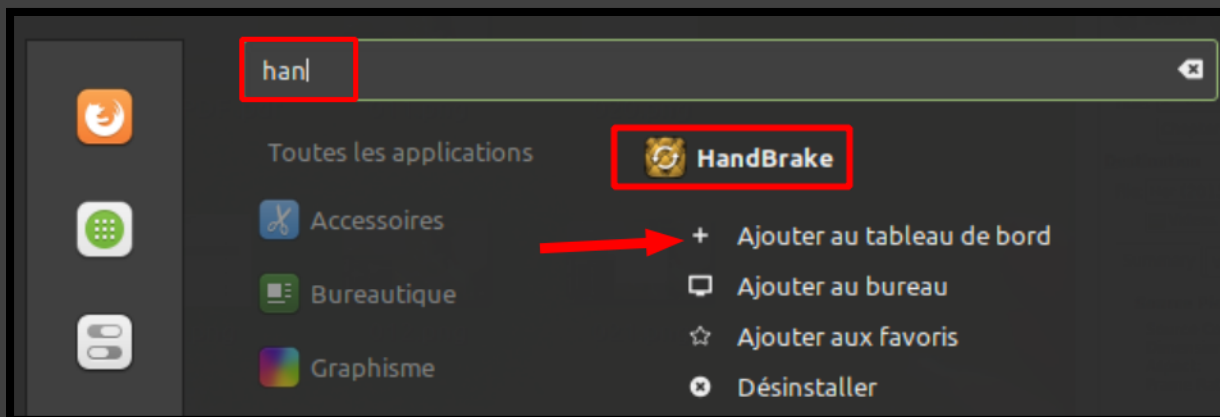 han
Toutes les applications
Accessoires
Bureautique
Graphisme
HandBrake
Ajouter au tableau de bord
Ajouter au bureau
Ajouter aux favoris
Désinstaller